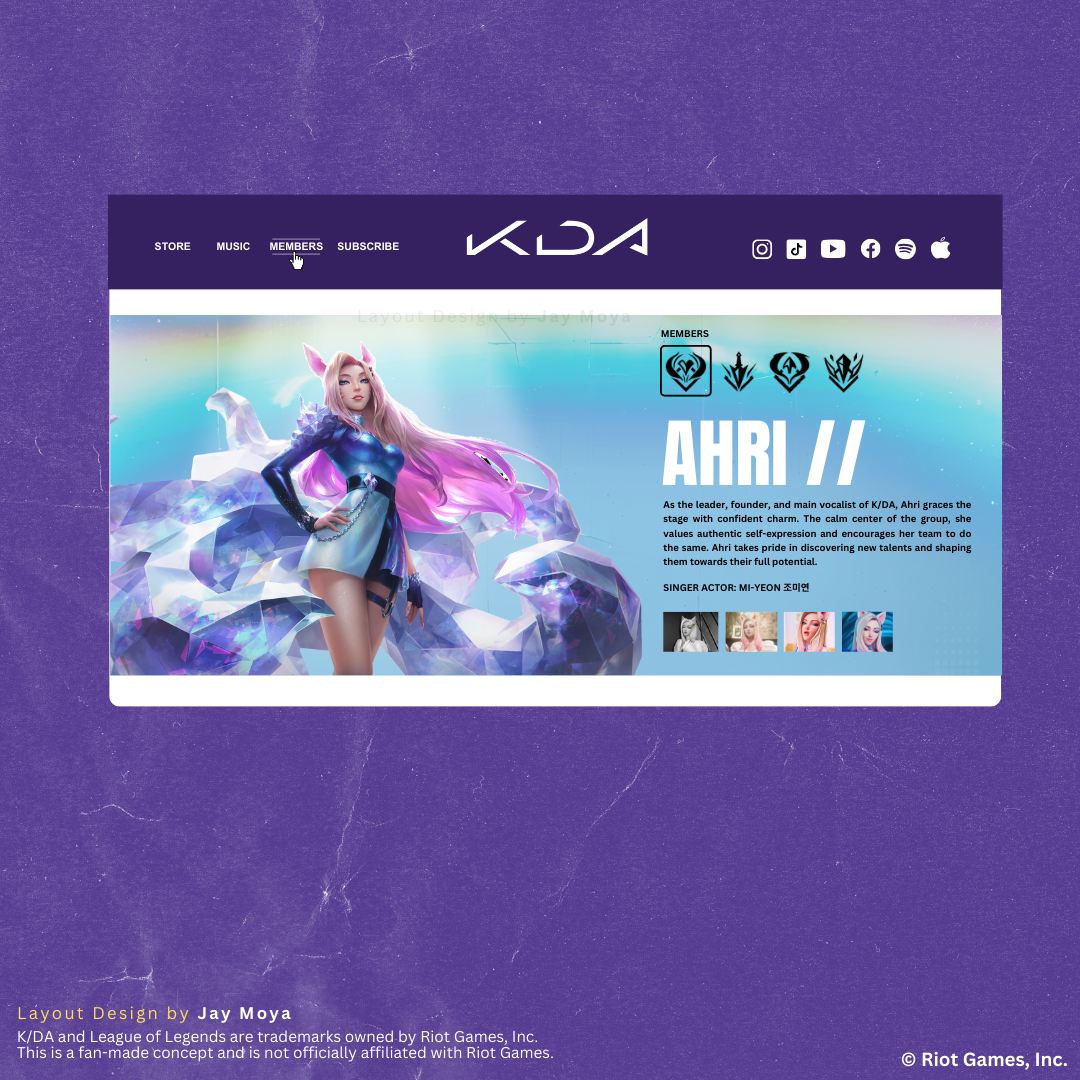 STORE MUSIC MEMBERS SUBSCRIBE
KDA
Layout Design by Jay Moya
MEMBERS
AHRI //
As the leader, founder, and main vocalist of K/DA, Ahri graces the
stage with confident charm. The calm center of the group, she
values authentic self-expression and encourages her team to do
the same. Ahri takes pride in discovering new talents and shaping
them towards their full potential.
SINGER ACTOR: MI-YEON 조미연
Layout Design by Jay Moya
K/DA and League of Legends are trademarks owned by Riot Games, Inc.
This is a fan-made concept and is not officially affiliated with Riot Games.
© Riot Games, Inc.